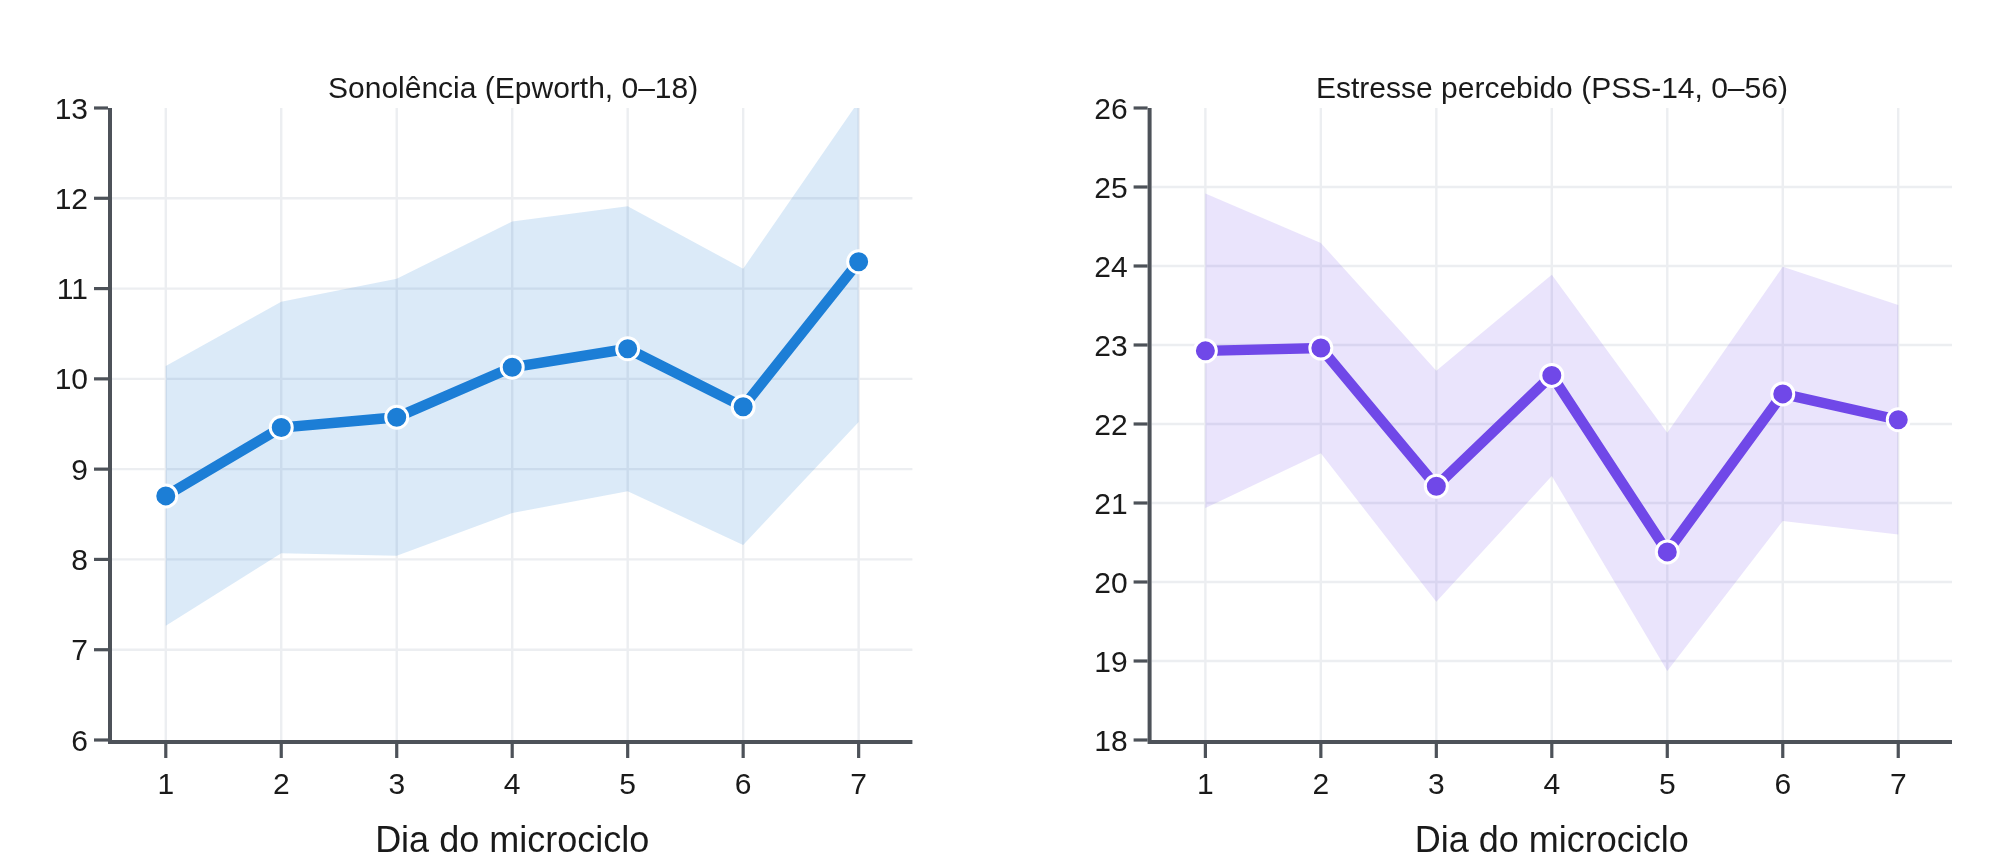 Sonolência (Epworth, 0–18)
13
12
11
10
9
8
7
6
1 2 3 4 5 6 7
Dia do microciclo
Estresse percebido (PSS-14, 0–56)
26
25
24
23
22
21
20
19
18
1 2 3 4 5 6 7
Dia do microciclo